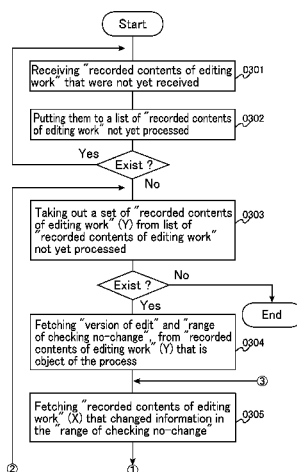 Start
Receiving "recorded contents of editing
work" that were not yet received
0301
Putting them to a list of "recorded contents
of editing work" not yet processed
0302
Yes
Exist ?
No
Taking out a set of "recorded contents
of editing work" (Y) from list of
"recorded contents of editing work"
not yet processed
0303
Exist ?
No
Yes
End
Fetching "version of edit" and "range
of checking no-change", from "recorded
contents of editing work" (Y) that is
object of the process
0304
③
Fetching "recorded contents of editing
work" (X) that changed information
in the "range of checking no-change"
0305
②
①